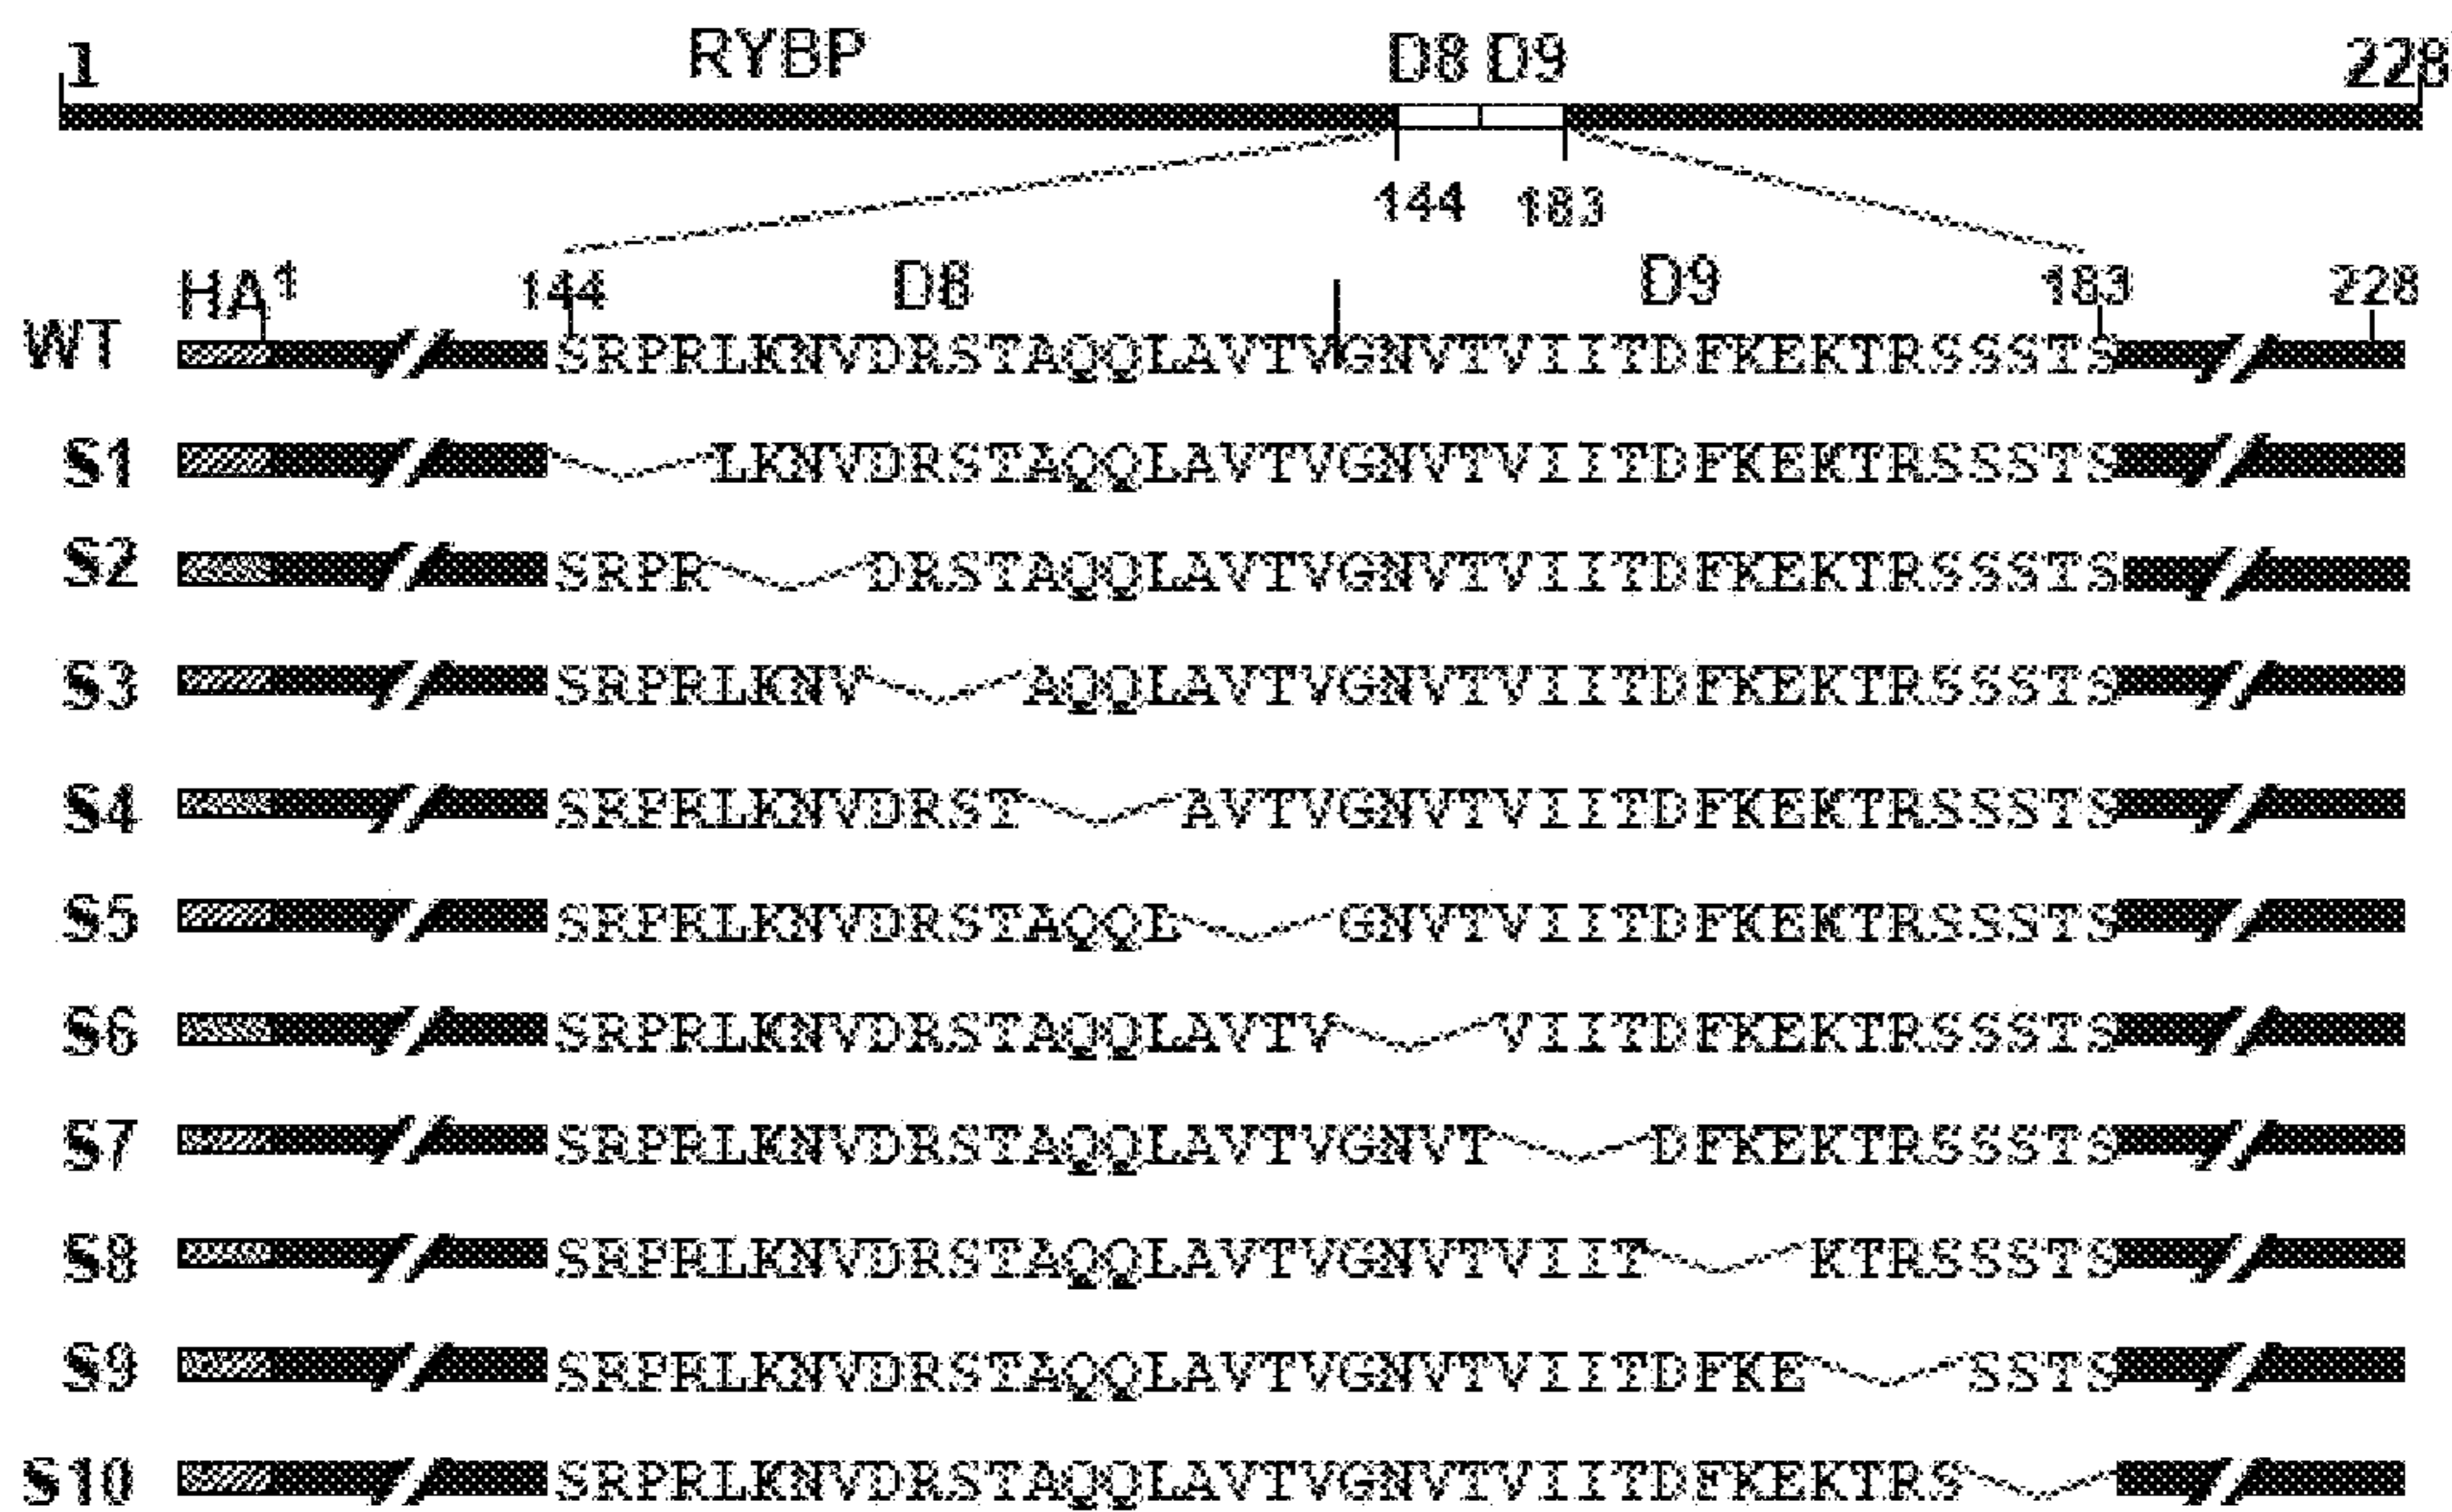 1 RYBP D8 D9 228
144 183
HA 1 144 D8 D9 183 228
WT SRPRLKNVDRSTAQQLAVTVGNVTVIITDFKEKTRSSSTS
S1 LKNVDRSTAQQLAVTVGNVTVIITDFKEKTRSSSTS
S2 SRPR DRSTAQQLAVTVGNVTVIITDFKEKTRSSSTS
S3 SRPRLKNV AQQLAVTVGNVTVIITDFKEKTRSSSTS
S4 SRPRLKNVDRST AVTVGNVTVIITDFKEKTRSSSTS
S5 SRPRLKNVDRSTAQQL GNVTVIITDFKEKTRSSSTS
S6 SRPRLKNVDRSTAQQLAVTV VIITDFKEKTRSSSTS
S7 SRPRLKNVDRSTAQQLAVTVGNVT DFKEKTRSSSTS
S8 SRPRLKNVDRSTAQQLAVTVGNVTVIIT KTRSSSTS
S9 SRPRLKNVDRSTAQQLAVTVGNVTVIITDFKE SSTS
S10 SRPRLKNVDRSTAQQLAVTVGNVTVIITDFKEKTRS